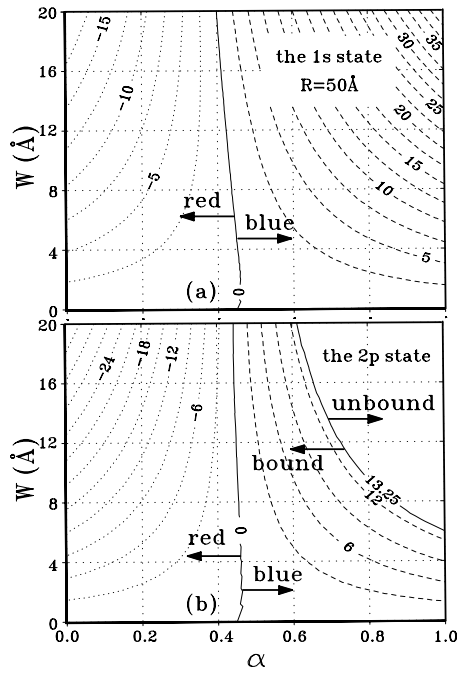 20
16
12
8
4
0
W (Å)
-15
-10
-5
the 1s state
R=50Å
30
35
25
20
15
10
5
red
blue
(a)
0
20
16
12
8
4
0
W (Å)
-24
-18
-12
-6
the 2p state
unbound
bound
13.25
12
6
0
red
blue
(b)
0.0 0.2 0.4 0.6 0.8 1.0
α